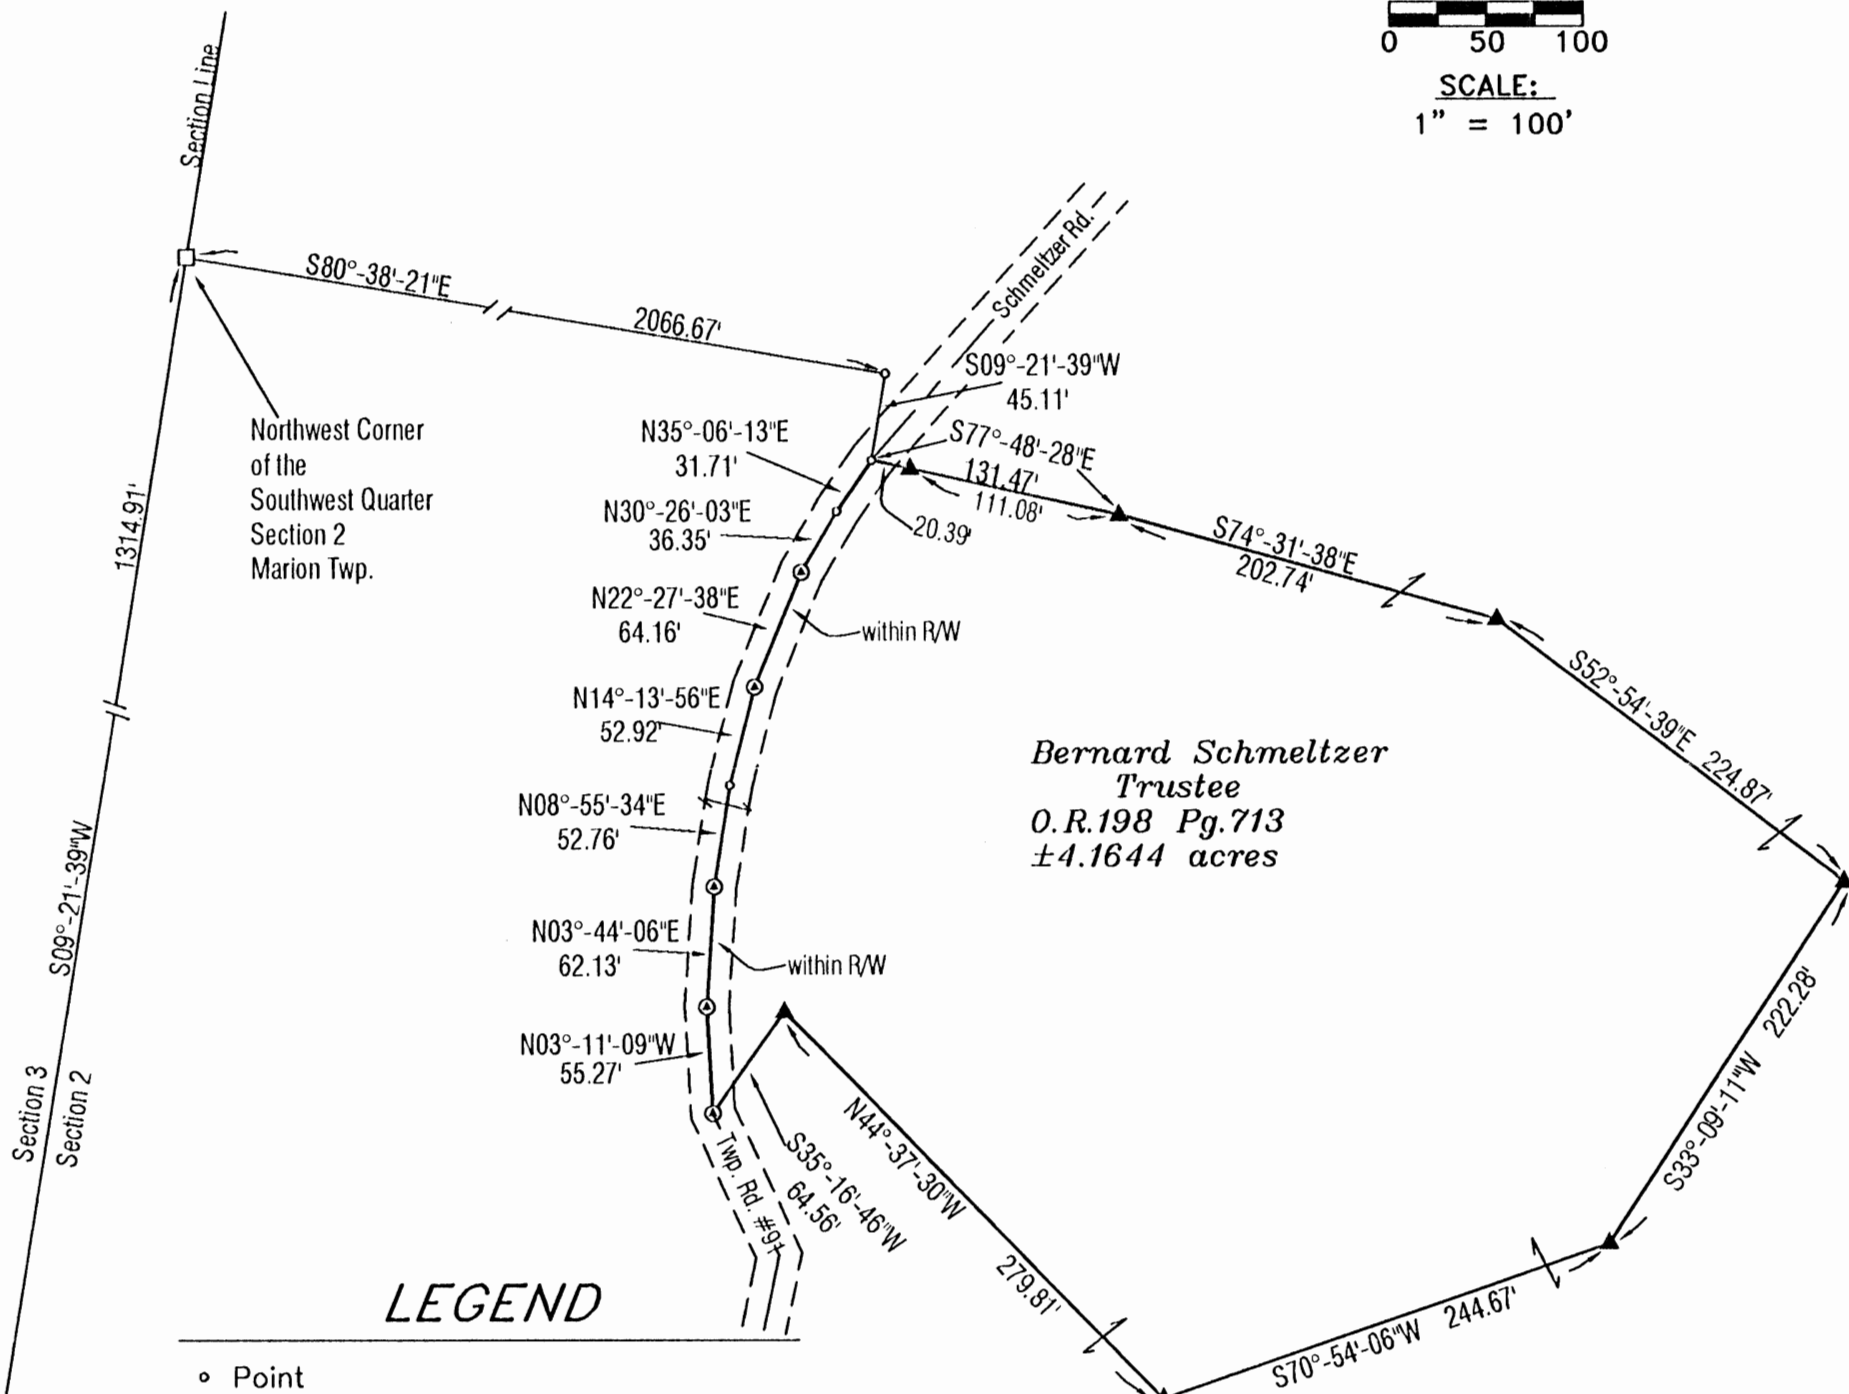 0 50 100
SCALE:
1” = 100’
Section Line
S80°-38'-21"E
2066.67'
Schmeltzer Rd.
S09°-21'-39"W
45.11'
Northwest Corner
of the
Southwest Quarter
Section 2
Marion Twp.
N35°-06'-13"E
31.71'
S77°-48'-28"E
131.47'
111.08'
20.39'
N30°-26'-03"E
36.35'
S74°-31'-38"E
202.74'
1314.91'
N22°-27'-38"E
64.16'
within R/W
S52°-54'-39"E 224.87'
N14°-13'-56"E
52.92'
Bernard Schmeltzer
Trustee
O.R.198 Pg.713
±4.1644 acres
N08°-55'-34"E
52.76'
S09°-21'-39"W
N03°-44'-06"E
62.13'
within R/W
N03°-11'-09"W
55.27'
S33°-09'-11"W 222.28'
Section 3
Section 2
Twp. Rd.
S35°-16'-46"W
64.56'
N44°-37'-30"W
279.81'
S70°-54'-06"W 244.67'
LEGEND
Point